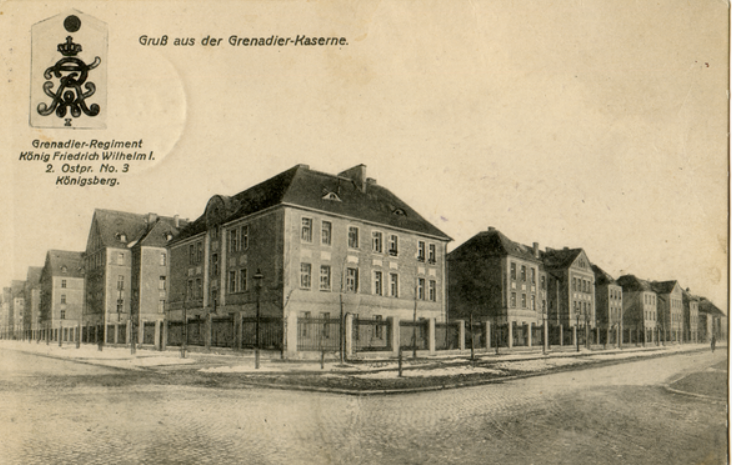 Gruß aus der Grenadier-Kaserne.
Grenadier-Regiment
König Friedrich Wilhelm I.
2. Ostpr. No. 3
Königsberg.